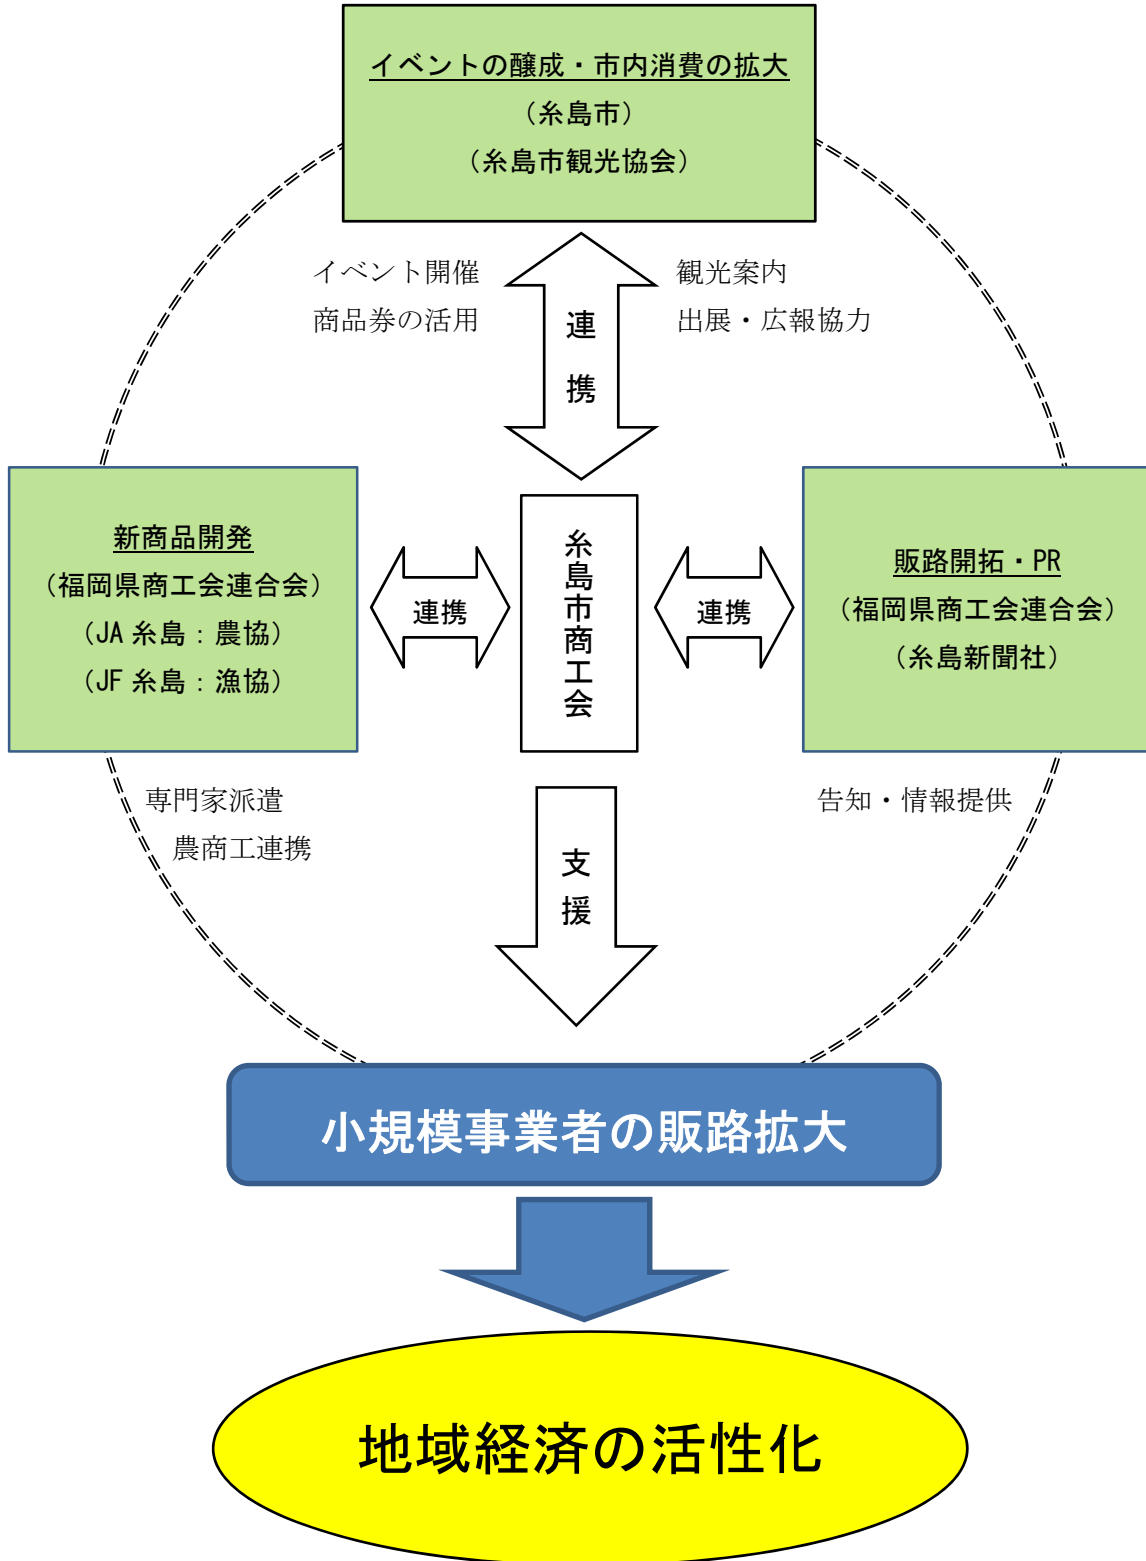 イベントの醸成・市内消費の拡大
（糸島市）
（糸島市観光協会）
イベント開催
商品券の活用
連携
観光案内
出展・広報協力
新商品開発
（福岡県商工会連合会）
（JA 糸島：農協）
（JF 糸島：漁協）
連携
糸島市商工会
連携
販路開拓・PR
（福岡県商工会連合会）
（糸島新聞社）
専門家派遣
農商工連携
告知・情報提供
支援
小規模事業者の販路拡大
地域経済の活性化